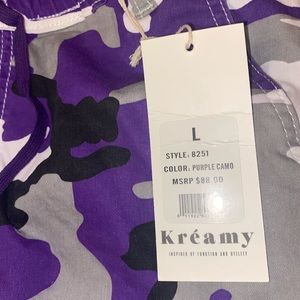 L
STYLE: 8251
COLOR: PURPLE CAMO
MSRP $88.00
Kréamy
INSPIRED BY FUNCTION AND UTILITY